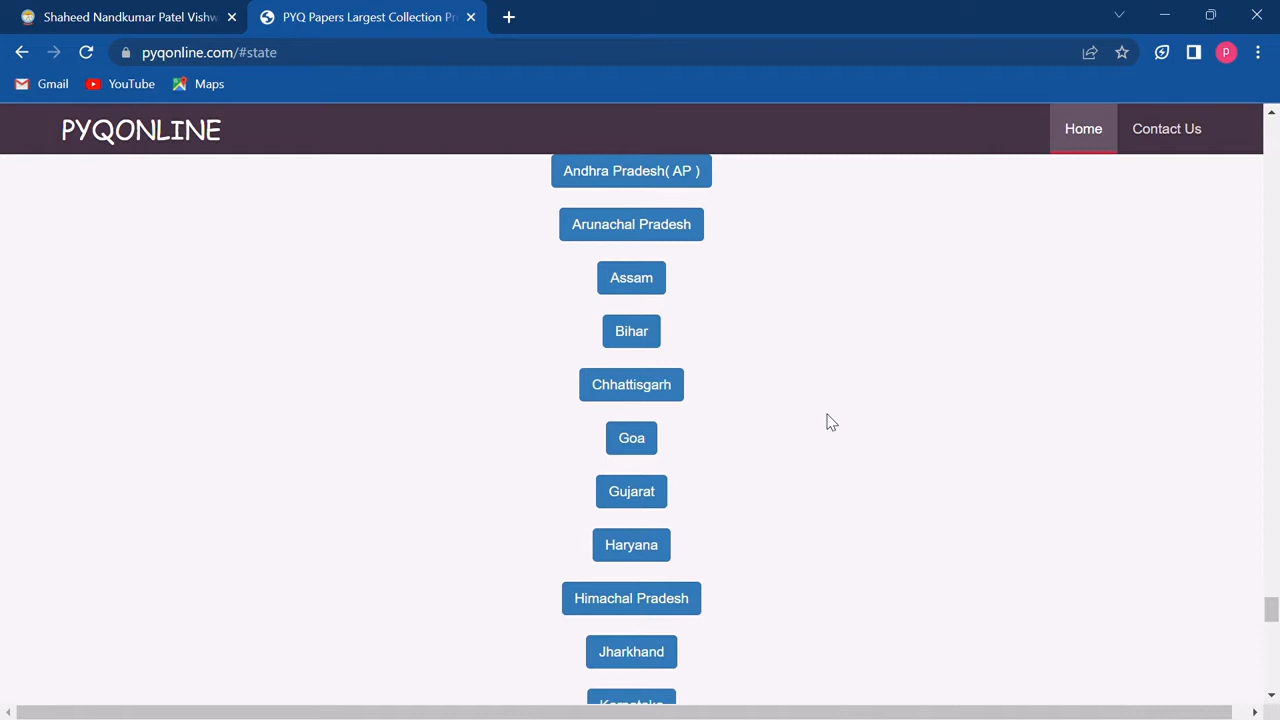 Shaheed Nandkumar Patel Vishw
PYQ Papers Largest Collection Pr
pyqonline.com/#state
P
Gmail
YouTube
Maps
PYQONLINE
Home
Contact Us
Andhra Pradesh( AP )
Arunachal Pradesh
Assam
Bihar
Chhattisgarh
Goa
Gujarat
Haryana
Himachal Pradesh
Jharkhand
Karnataka